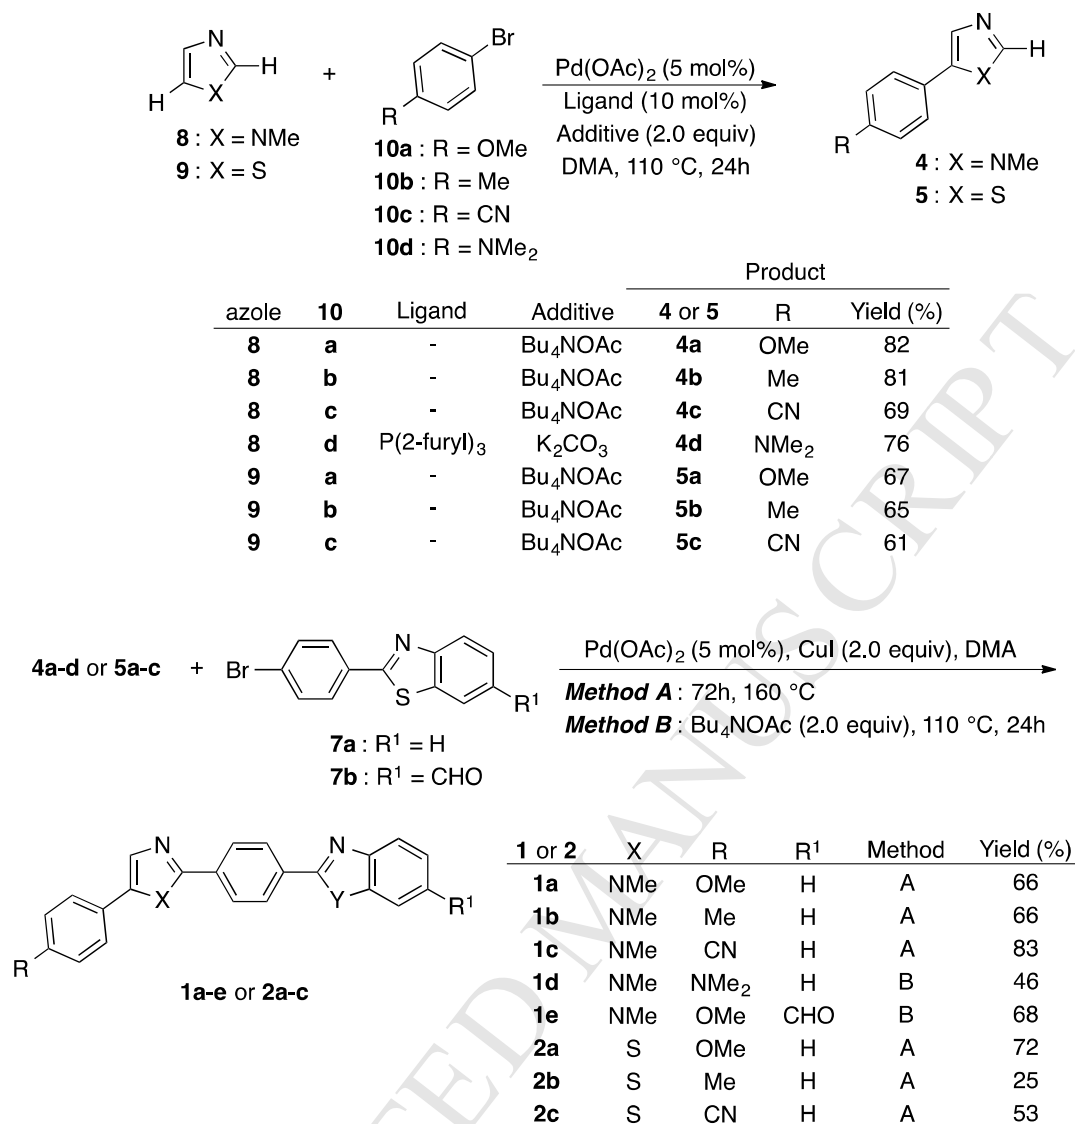 N
H
X
H
8 : X = NMe
9 : X = S
+
Br
R
10a : R = OMe
10b : R = Me
10c : R = CN
10d : R = NMe2
Pd(OAc)2 (5 mol%)
Ligand (10 mol%)
Additive (2.0 equiv)
DMA, 110 °C, 24h
N
H
X
R
4 : X = NMe
5 : X = S
Product
azole 10 Ligand Additive 4 or 5 R Yield (%)
8 a - Bu4NOAc 4a OMe 82
8 b - Bu4NOAc 4b Me 81
8 c - Bu4NOAc 4c CN 69
8 d P(2-furyl)3 K2CO3 4d NMe2 76
9 a - Bu4NOAc 5a OMe 67
9 b - Bu4NOAc 5b Me 65
9 c - Bu4NOAc 5c CN 61
4a-d or 5a-c + Br
N
S
R1
7a : R1 = H
7b : R1 = CHO
Pd(OAc)2 (5 mol%), CuI (2.0 equiv), DMA
Method A : 72h, 160 °C
Method B : Bu4NOAc (2.0 equiv), 110 °C, 24h
N
X
R
N
Y
R1
1a-e or 2a-c
1 or 2 X R R1 Method Yield (%)
1a NMe OMe H A 66
1b NMe Me H A 66
1c NMe CN H A 83
1d NMe NMe2 H B 46
1e NMe OMe CHO B 68
2a S OMe H A 72
2b S Me H A 25
2c S CN H A 53
TED MANUSCRIPT